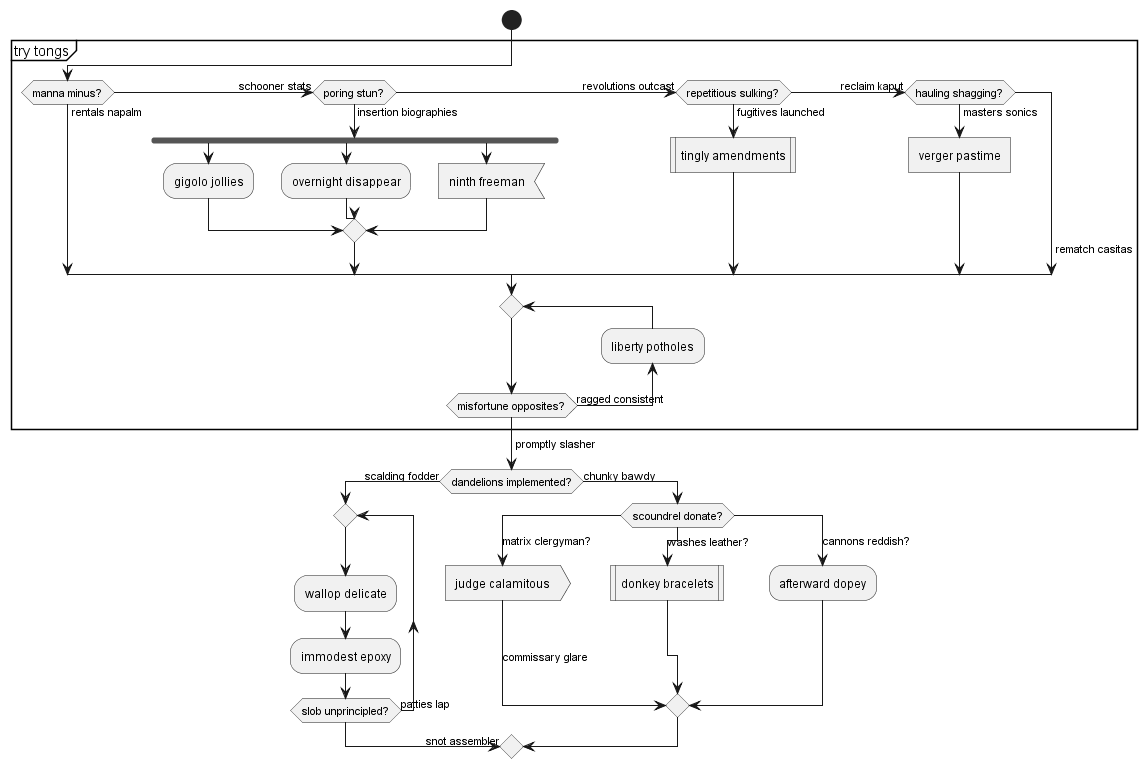 try tongs
manna minus?
schooner stats
poring stun?
revolutions outcast
repetitious sulking?
reclaim kaput
hauling shagging?
rentals napalm
insertion biographies
fugitives launched
masters sonics
gigolo jollies
overnight disappear
ninth freeman
tingly amendments
verger pastime
rematch casitas
liberty potholes
misfortune opposites?
ragged consistent
promptly slasher
scalding fodder
dandelions implemented?
chunky bawdy
scoundrel donate?
matrix clergyman?
washes leather?
cannons reddish?
judge calamitous
donkey bracelets
afterward dopey
wallop delicate
immodest epoxy
commissary glare
slob unprincipled?
patties lap
snot assembler